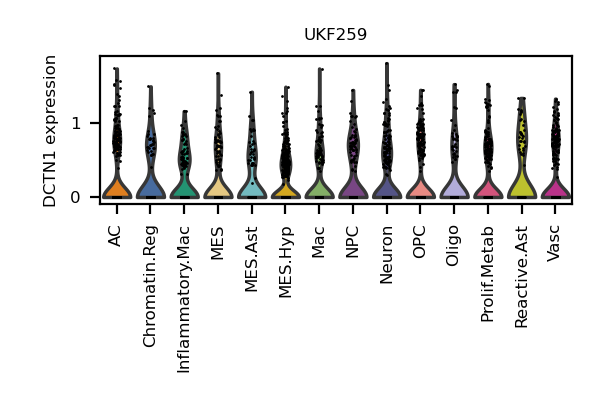 UKF259
DCTN1 expression
1
0
AC
Chromatin.Reg
Inflammatory.Mac
MES
MES.Ast
MES.Hyp
Mac
NPC
Neuron
OPC
Oligo
Prolif.Metab
Reactive.Ast
Vasc